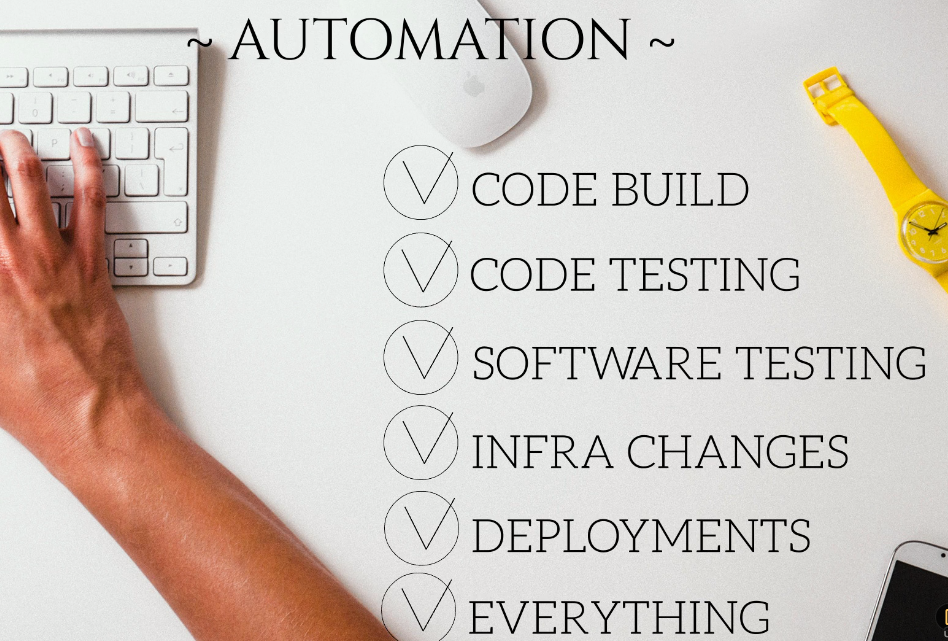 ~ AUTOMATION ~
CODE BUILD
CODE TESTING
SOFTWARE TESTING
INFRA CHANGES
DEPLOYMENTS
EVERYTHING